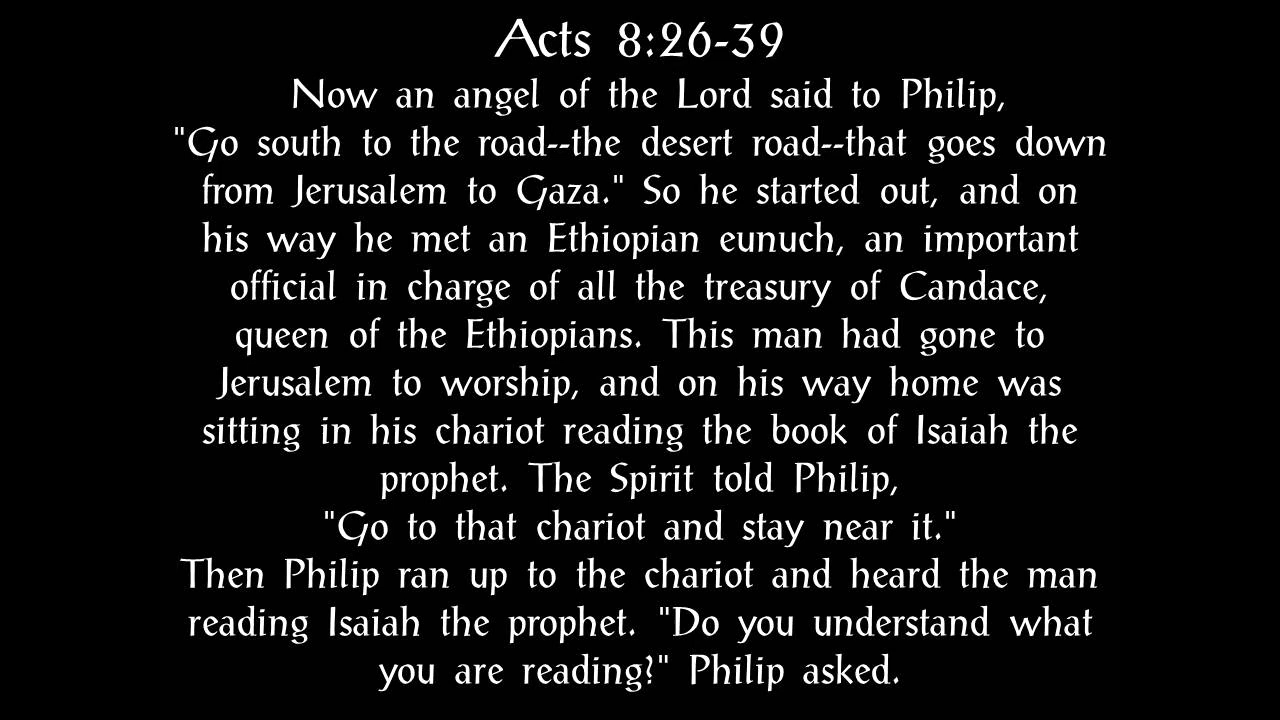 Acts 8:26-39
Now an angel of the Lord said to Philip,
"Go south to the road--the desert road--that goes down
from Jerusalem to Gaza." So he started out, and on
his way he met an Ethiopian eunuch, an important
official in charge of all the treasury of Candace,
queen of the Ethiopians. This man had gone to
Jerusalem to worship, and on his way home was
sitting in his chariot reading the book of Isaiah the
prophet. The Spirit told Philip,
"Go to that chariot and stay near it."
Then Philip ran up to the chariot and heard the man
reading Isaiah the prophet. "Do you understand what
you are reading?" Philip asked.